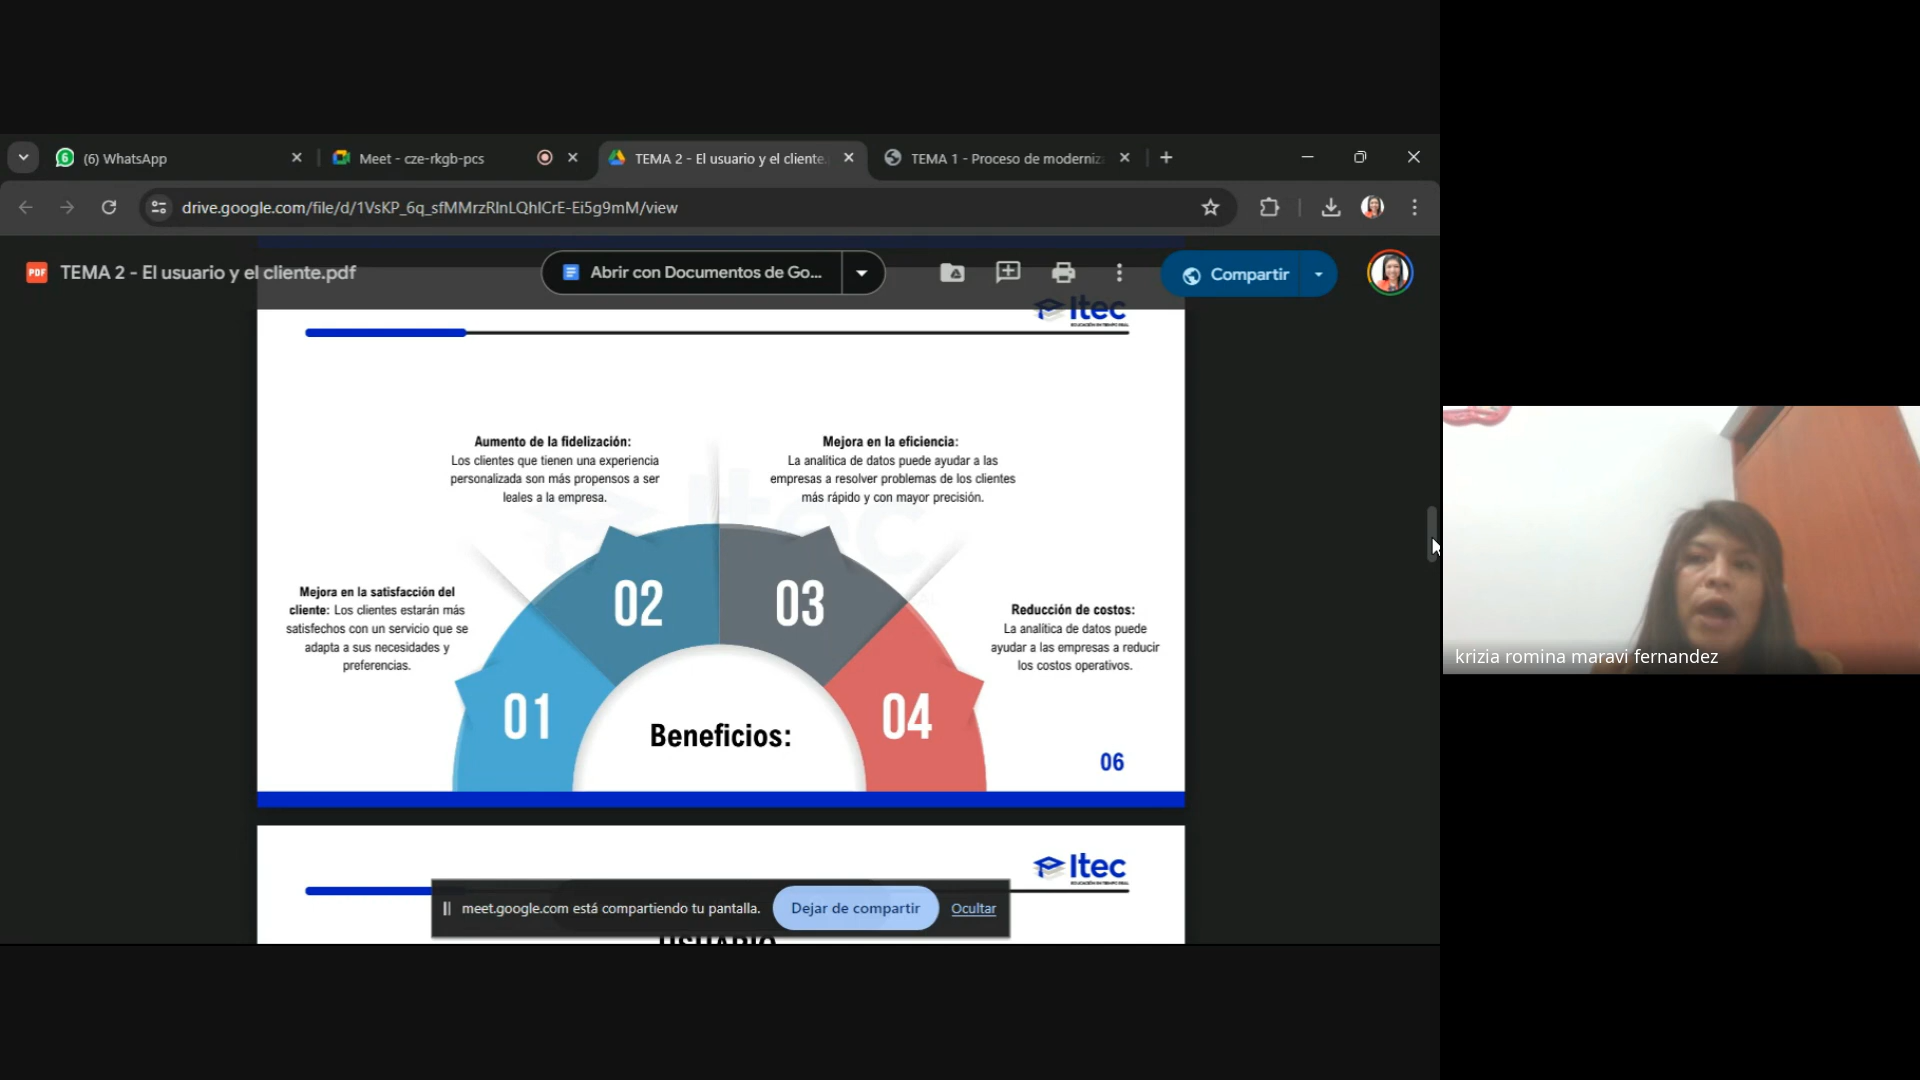 (6) WhatsApp
Meet - cze-rkgb-pcs
TEMA 2 - El usuario y el cliente.
TEMA 1 - Proceso de moderniz
drive.google.com/file/d/1VsKP_6q_sfMMrzRlnLQhlCrE-Ei5g9mM/view
PDF
TEMA 2 - El usuario y el cliente.pdf
Abrir con Documentos de Go...
Compartir
Itec
Aumento de la fidelización:
Los clientes que tienen una experiencia
personalizada son más propensos a ser
leales a la empresa.
Mejora en la eficiencia:
La analítica de datos puede ayudar a las
empresas a resolver problemas de los clientes
más rápido y con mayor precisión.
Mejora en la satisfacción del
cliente: Los clientes estarán más
satisfechos con un servicio que se
adapta a sus necesidades y
preferencias.
Reducción de costos:
La analítica de datos puede
ayudar a las empresas a reducir
los costos operativos.
02
03
01
04
Beneficios:
06
Itec
meet.google.com está compartiendo tu pantalla.
Dejar de compartir
Ocultar
USUARIO
krizia romina maravi fernandez